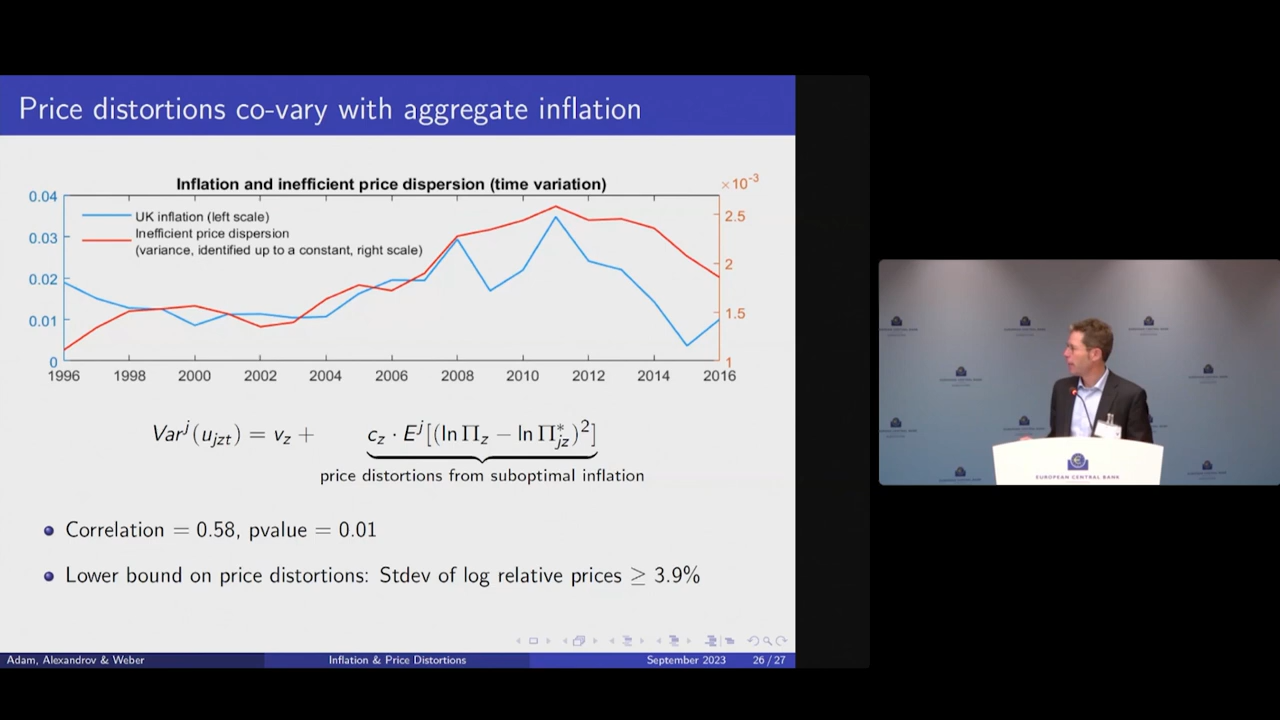 Price distortions co-vary with aggregate inflation
Inflation and inefficient price dispersion (time variation)
×10⁻³
0.04
0.03
0.02
0.01
0
UK inflation (left scale)
Inefficient price dispersion
(variance, identified up to a constant, right scale)
2.5
2
1.5
1
1996 1998 2000 2002 2004 2006 2008 2010 2012 2014 2016
Varʲ(u_jzt) = v_z + c_z · Eʲ[(ln Π_z − ln Π*_jz)²]
price distortions from suboptimal inflation
Correlation = 0.58, pvalue = 0.01
Lower bound on price distortions: Stdev of log relative prices ≥ 3.9%
Adam, Alexandrov & Weber Inflation & Price Distortions September 2023 26 / 27
EUROPEAN CENTRAL BANK